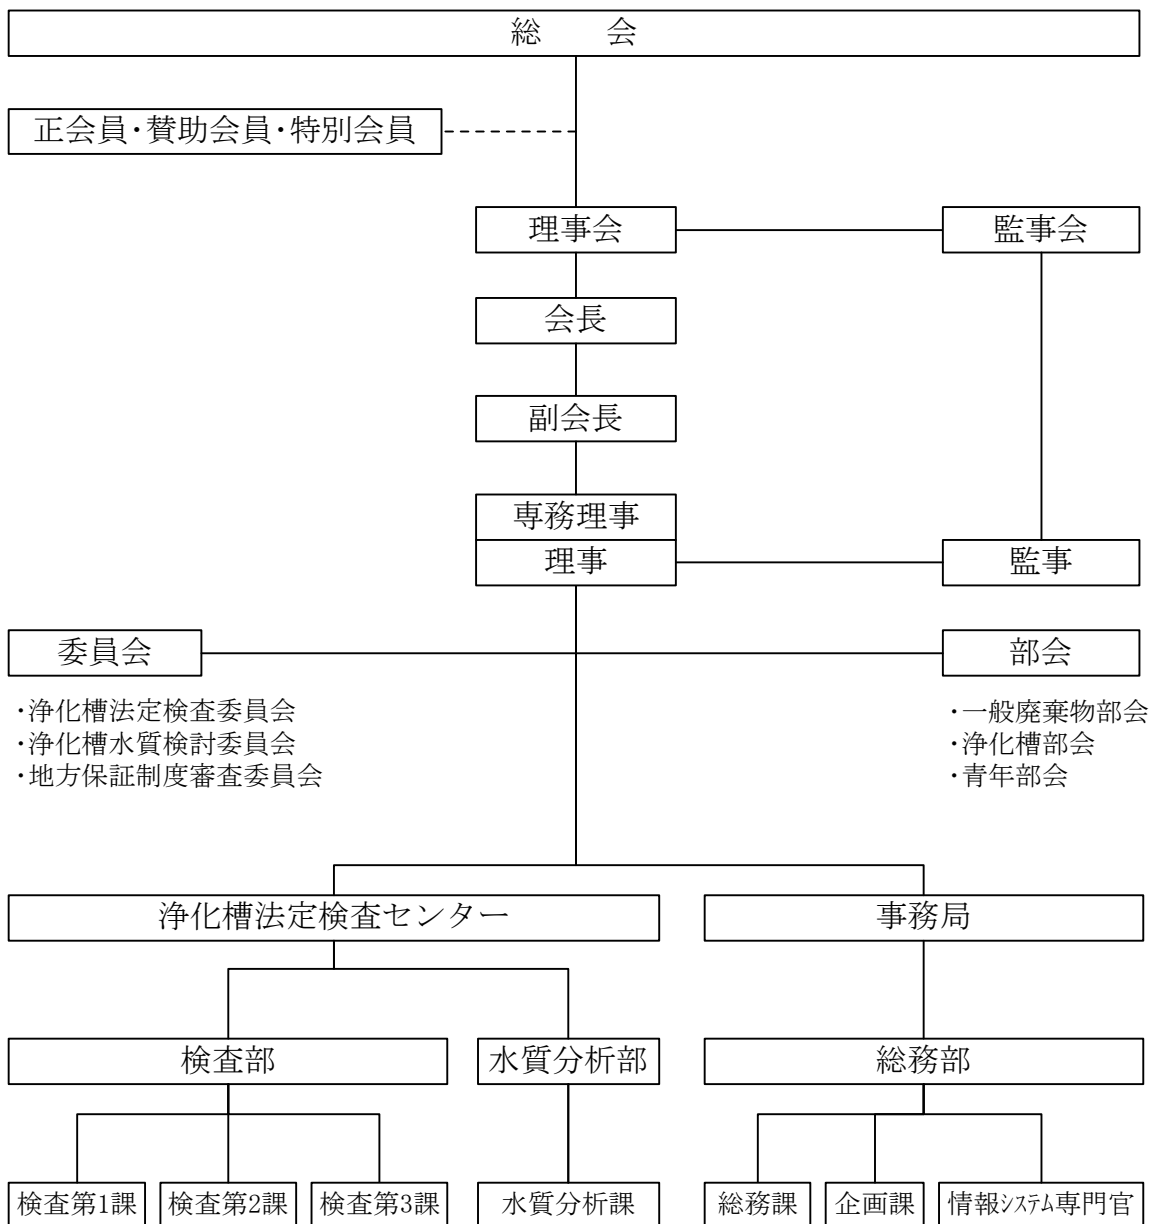 総　会
正会員・賛助会員・特別会員
理事会
監事会
会長
副会長
専務理事
理事
監事
委員会
部会
・浄化槽法定検査委員会
・浄化槽水質検討委員会
・地方保証制度審査委員会
・一般廃棄物部会
・浄化槽部会
・青年部会
浄化槽法定検査センター
事務局
検査部
水質分析部
総務部
検査第1課
検査第2課
検査第3課
水質分析課
総務課
企画課
情報ｼｽﾃﾑ専門官